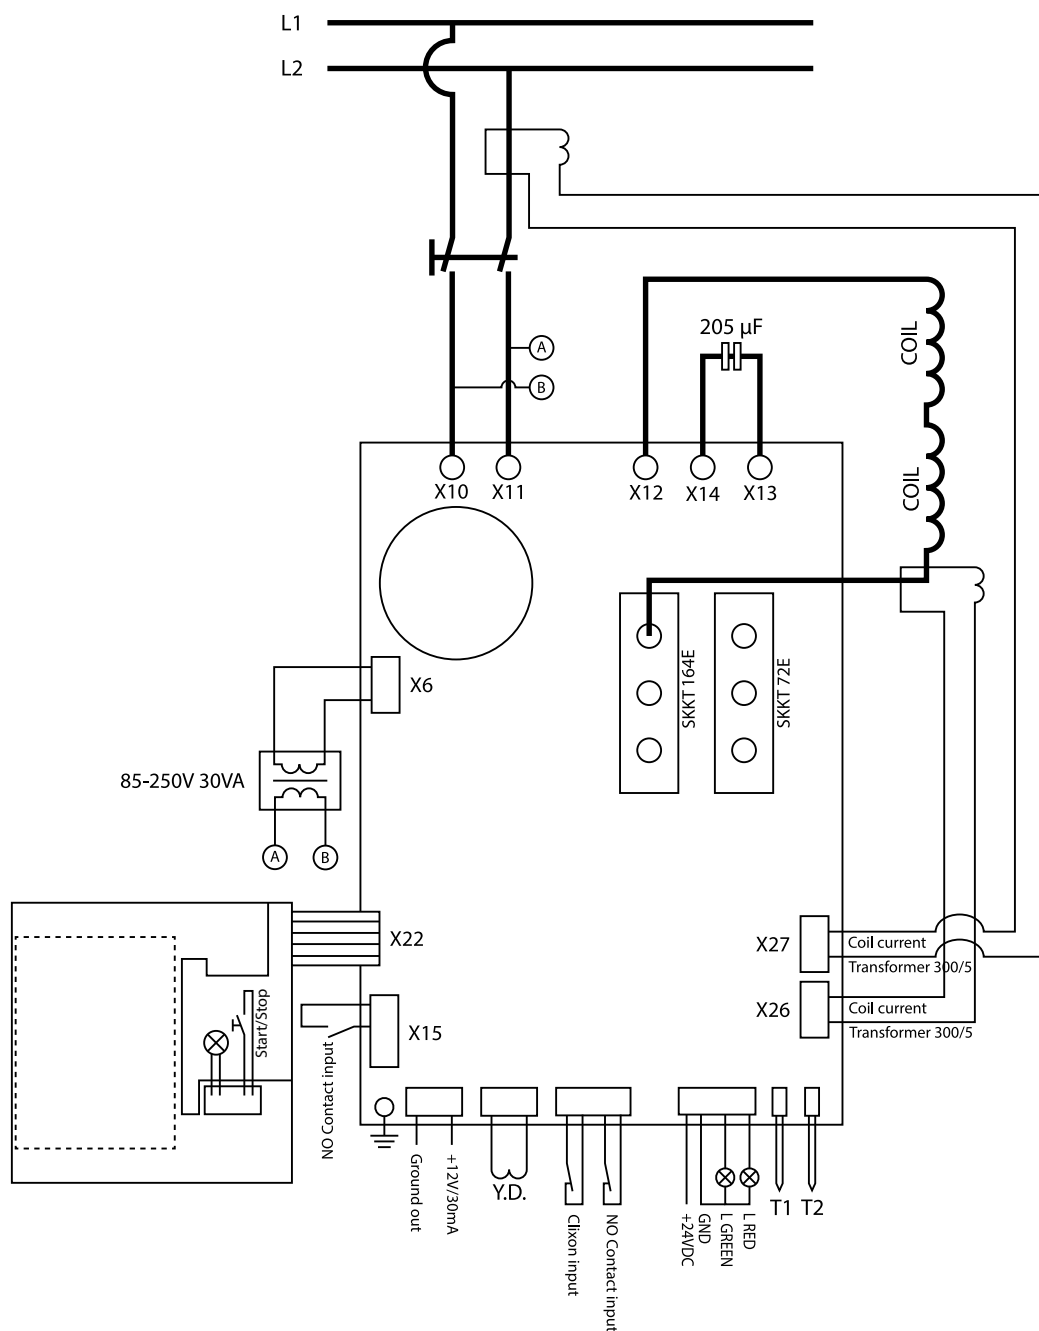 L1
L2
205 µF
COIL
A
B
COIL
X10
X11
X12
X14
X13
SKKT 164E
SKKT 72E
X6
85-250V 30VA
A
B
X22
X27
Coil current
Transformer 300/5
X26
Coil current
Transformer 300/5
Start/Stop
X15
NO Contact input
Ground out
+12V/30mA
Y.D.
Clixon input
NO Contact input
+24VDC
GND
L GREEN
L RED
T1
T2